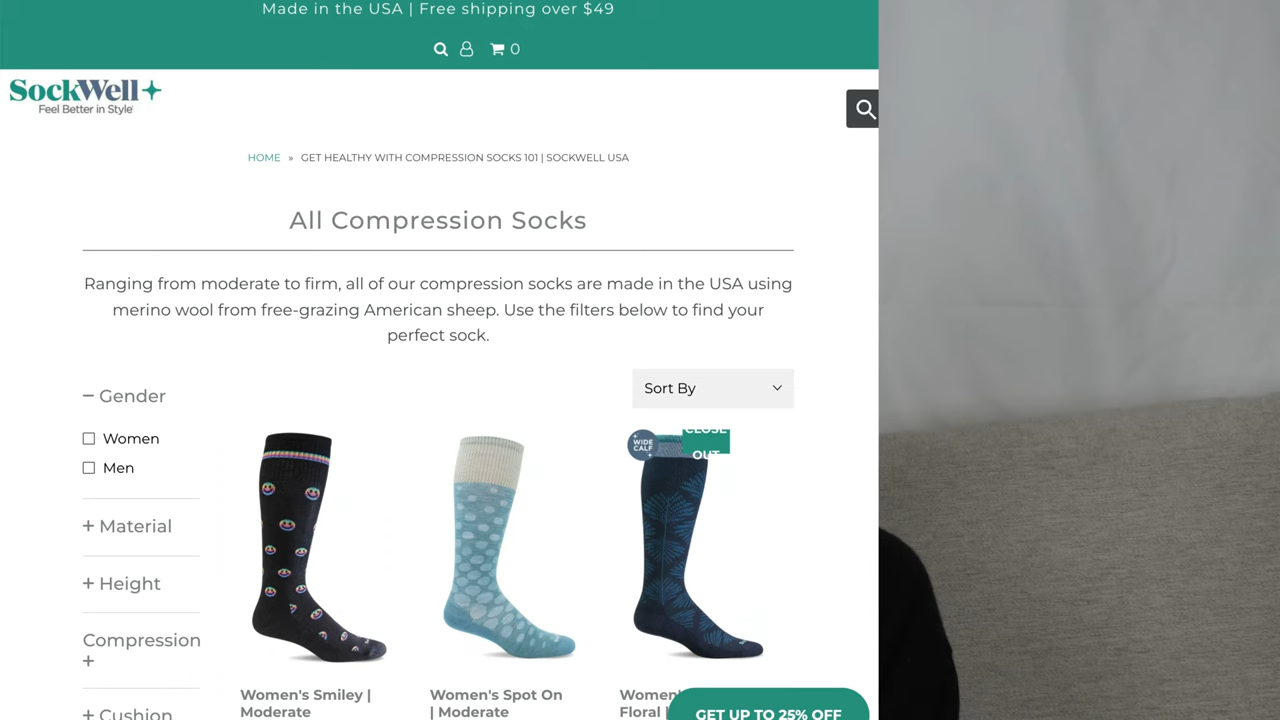 Made in the USA | Free shipping over $49
0
SockWell
Feel Better in Style
HOME » GET HEALTHY WITH COMPRESSION SOCKS 101 | SOCKWELL USA
All Compression Socks
Ranging from moderate to firm, all of our compression socks are made in the USA using
merino wool from free-grazing American sheep. Use the filters below to find your
perfect sock.
Sort By
− Gender
Women
Men
+ Material
+ Height
Compression
+
+ Cushion
WIDE
CALF
CLOSE
OUT
Women's Smiley |
Moderate
Women's Spot On
| Moderate
Women'
Floral |
GET UP TO 25% OFF